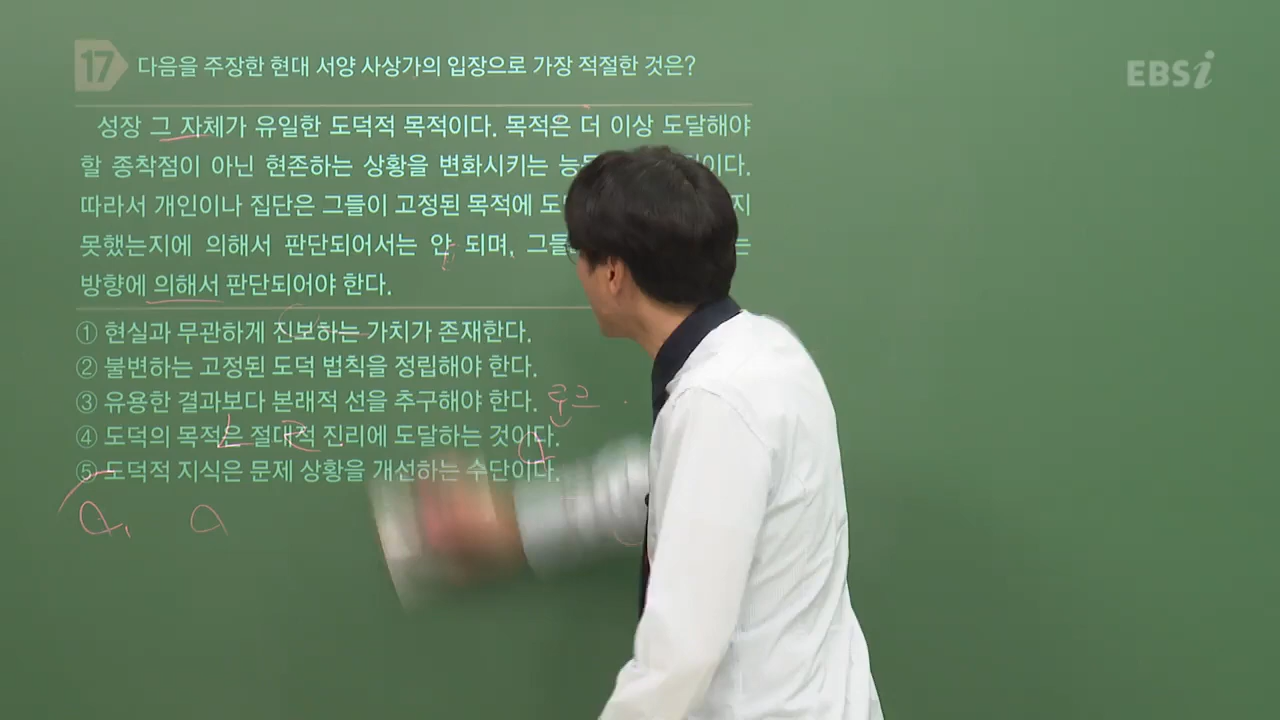 17 다음을 주장한 현대 서양 사상가의 입장으로 가장 적절한 것은?
EBSi
성장 그 자체가 유일한 도덕적 목적이다. 목적은 더 이상 도달해야
할 종착점이 아닌 현존하는 상황을 변화시키는
따라서 개인이나 집단은 그들이 고정된 목적에
못했는지에 의해서 판단되어서는 안 되며,
방향에 의해서 판단되어야 한다.
① 현실과 무관하게 진보하는 가치가 존재한다.
② 불변하는 고정된 도덕 법칙을 정립해야 한다.
③ 유용한 결과보다 본래적 선을 추구해야 한다.
④ 도덕의 목적은 절대적 진리에 도달하는 것이다.
⑤ 도덕적 지식은 문제 상황을 개선하는 수단이다.